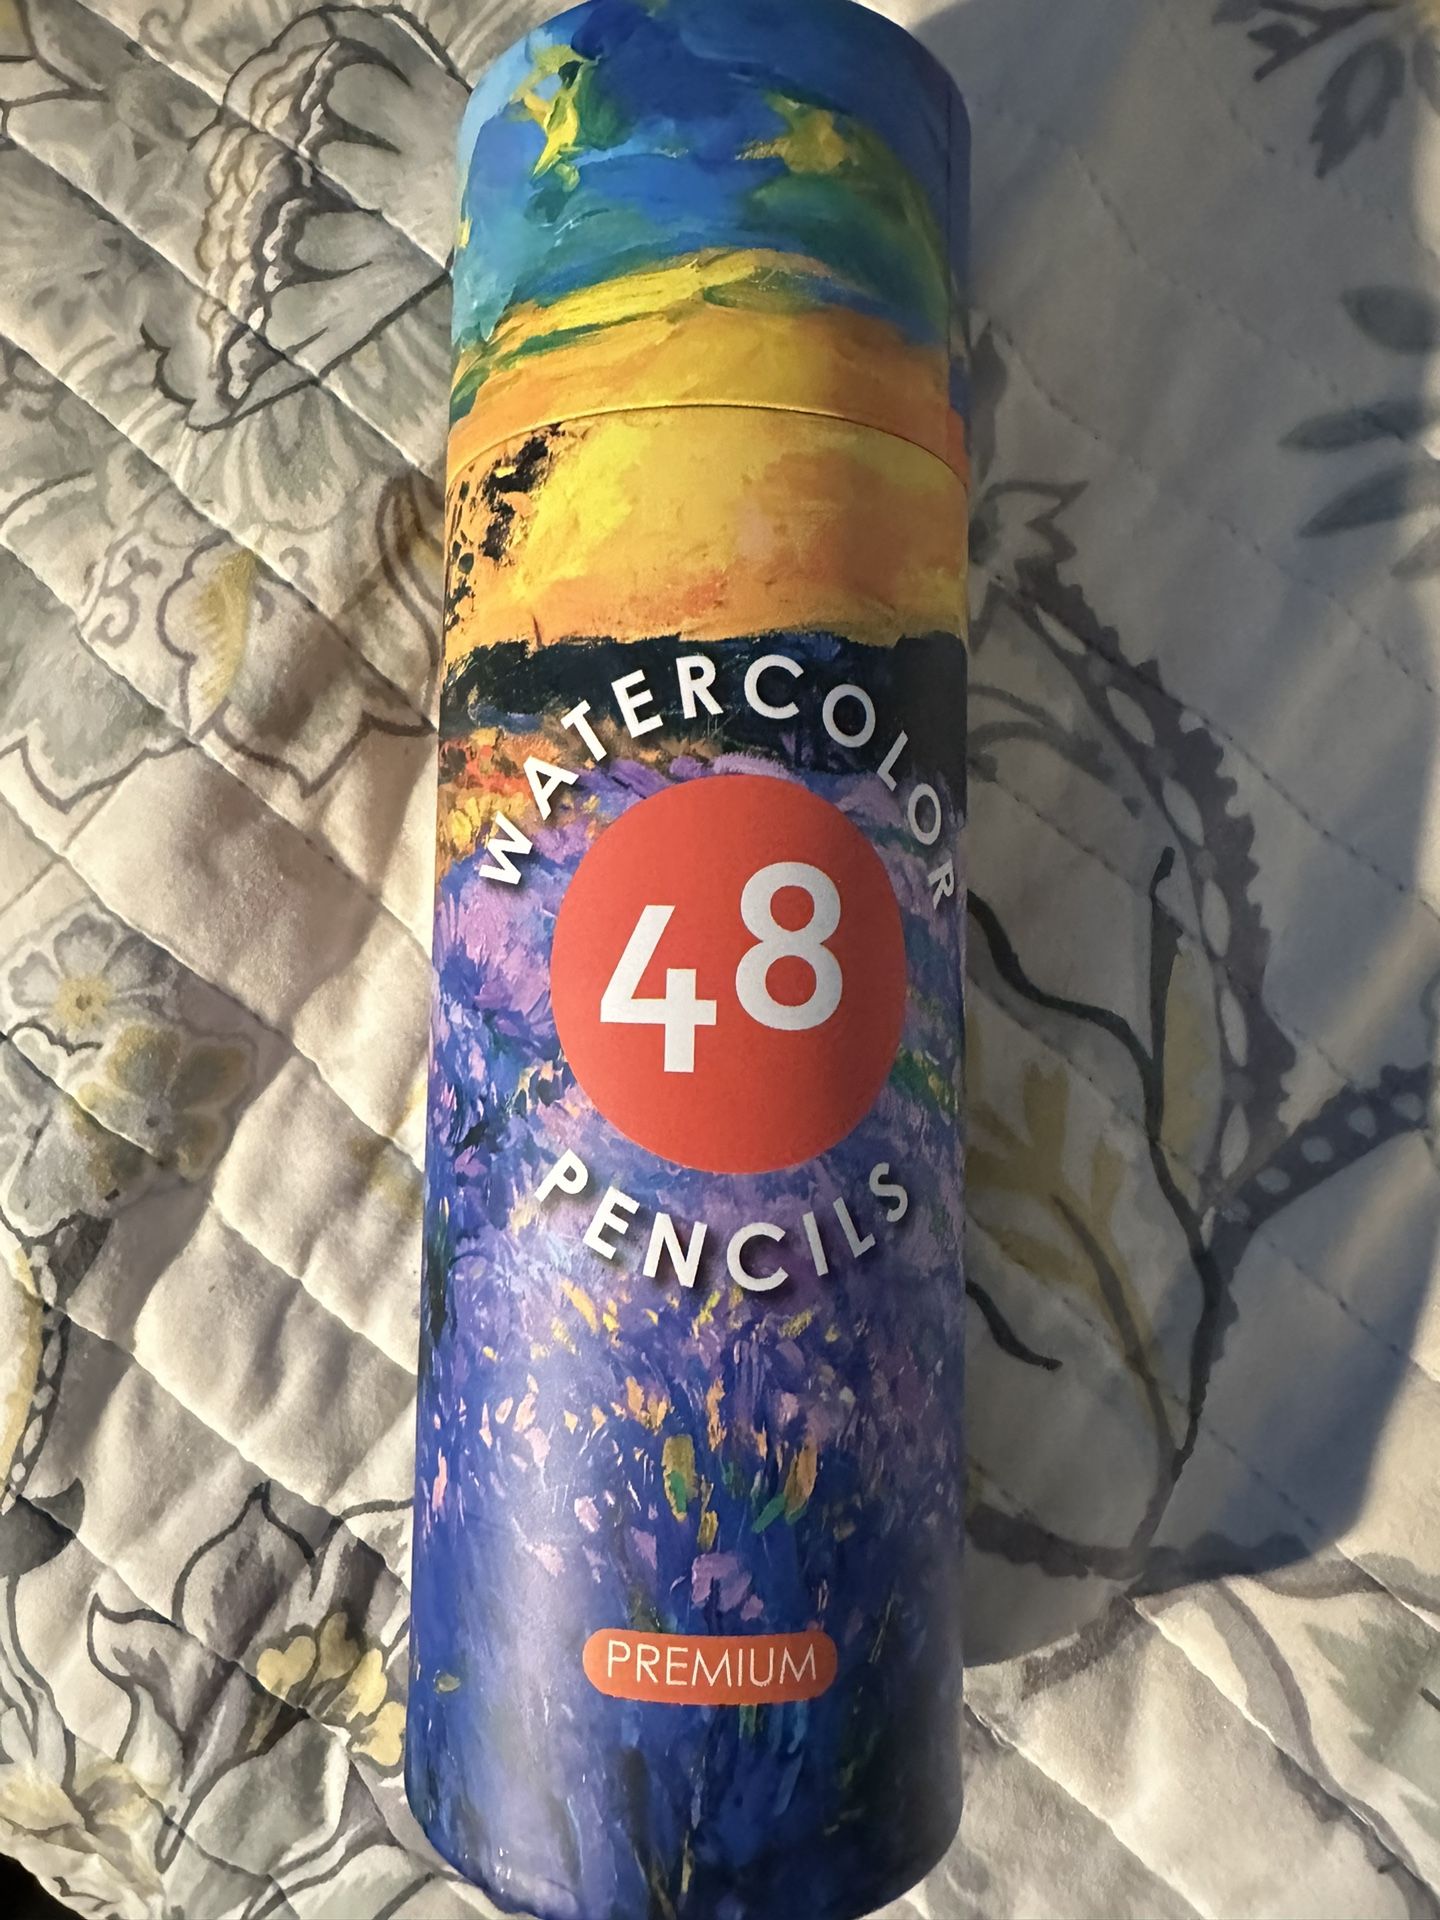 WATERCOLOR
48
PENCILS
PREMIUM